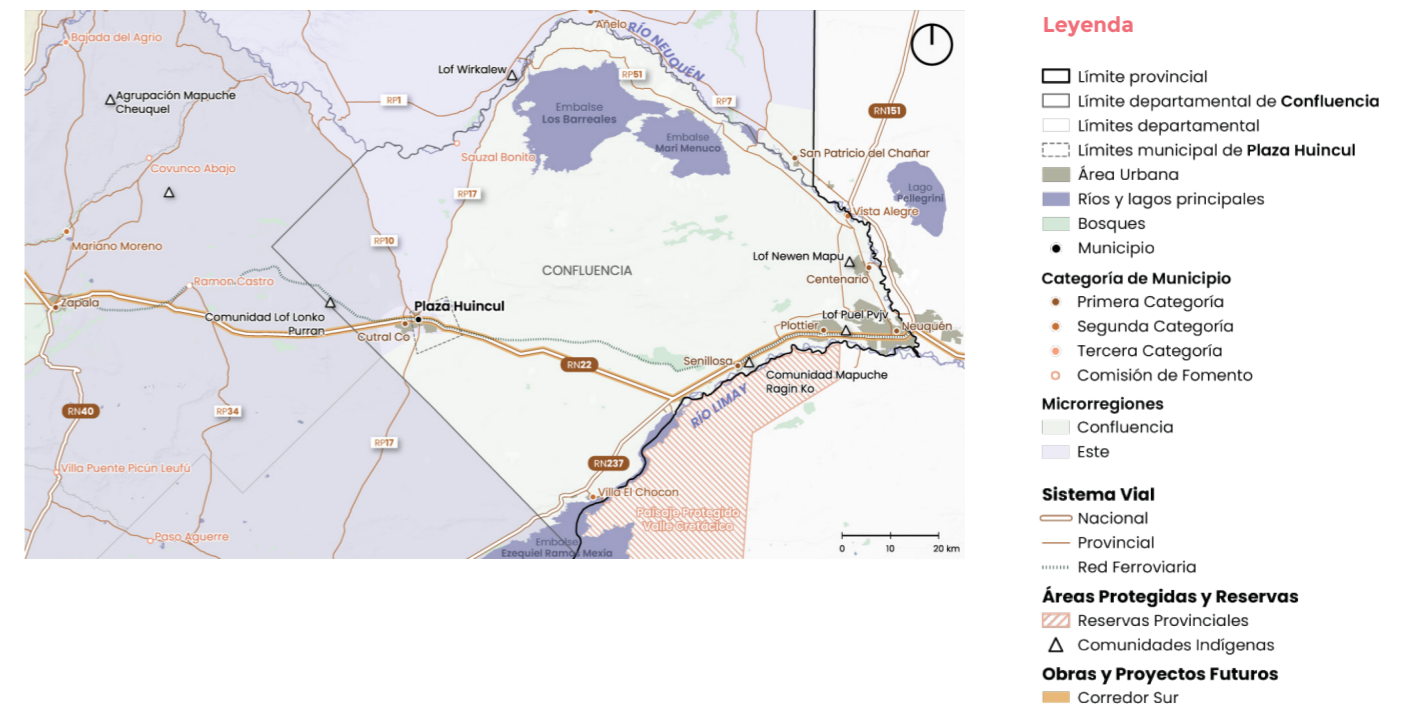 Bajada del Agrio
Añelo
RÍO NEUQUÉN
Lof Wirkalew
RP51
Agrupación Mapuche
Cheuquel
RP1
RP7
Embalse
Los Barreales
RN151
Embalse
Mari Menuco
Sauzal Bonito
San Patricio del Chañar
Covunco Abajo
RP17
Lago
Pellegrini
Vista Alegre
Mariano Moreno
RP10
Lof Newen Mapu
CONFLUENCIA
Centenario
Ramon Castro
Zapala
Plaza Huincul
Comunidad Lof Lonko
Purran
Lof Puel Pvjv
Plottier
Neuquén
Cutral Co
RN22
Senillosa
Comunidad Mapuche
Ragin Ko
RÍO LIMAY
RN40
RP34
RP17
RN237
Villa Puente Picún Leufú
Villa El Chocon
Paisaje Protegido
Valle Cretácico
Paso Aguerre
Embalse
Ezequiel Ramos Mexía
0 10 20 km
Leyenda
Límite provincial
Límite departamental de Confluencia
Límites departamental
Límites municipal de Plaza Huincul
Área Urbana
Ríos y lagos principales
Bosques
Municipio
Categoría de Municipio
Primera Categoría
Segunda Categoría
Tercera Categoría
Comisión de Fomento
Microrregiones
Confluencia
Este
Sistema Vial
Nacional
Provincial
Red Ferroviaria
Áreas Protegidas y Reservas
Reservas Provinciales
Comunidades Indígenas
Obras y Proyectos Futuros
Corredor Sur